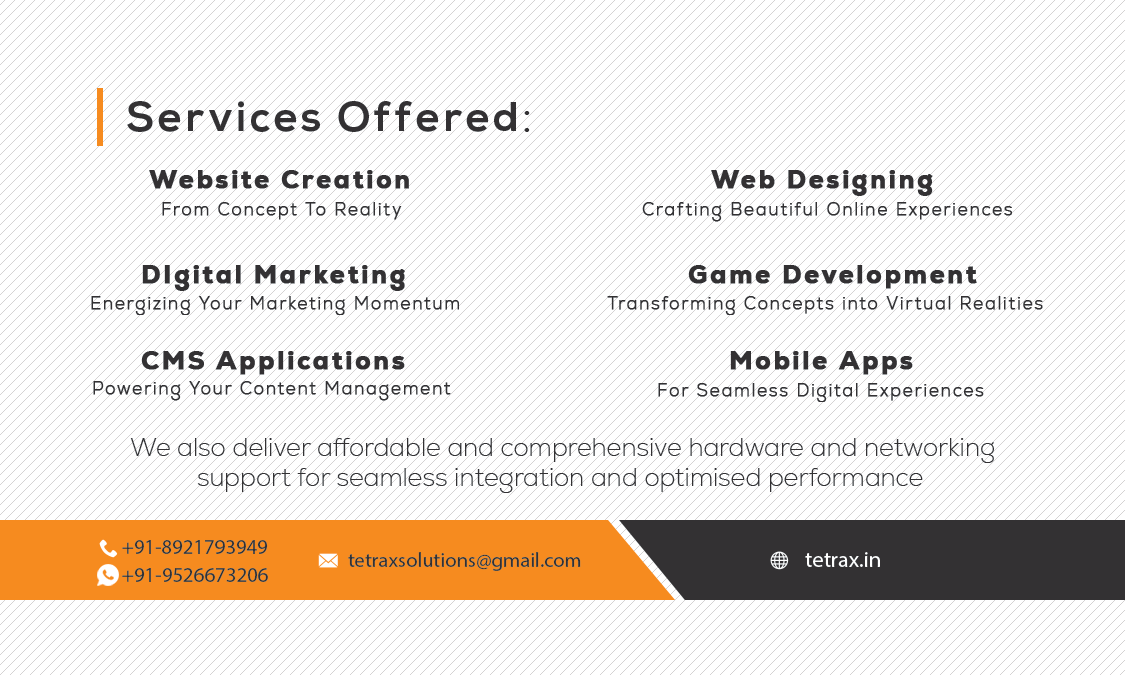 Services Offered:
Website Creation
From Concept To Reality
Web Designing
Crafting Beautiful Online Experiences
DIgital Marketing
Energizing Your Marketing Momentum
Game Development
Transforming Concepts into Virtual Realities
CMS Applications
Powering Your Content Management
Mobile Apps
For Seamless Digital Experiences
We also deliver affordable and comprehensive hardware and networking
support for seamless integration and optimised performance
+91-8921793949
+91-9526673206
tetraxsolutions@gmail.com
tetrax.in